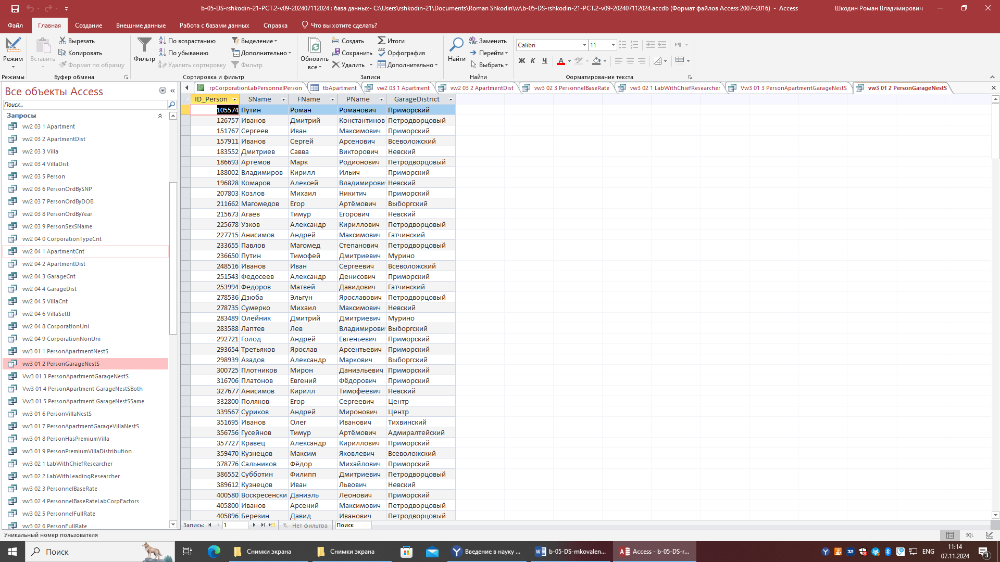 b-05-DS-rshkodin-21-PCT.2-v09-202407112024 : база данных- C:\Users\rshkodin-21\Documents\Roman Shkodin\w\b-05-DS-rshkodin-21-PCT.2-v09-202407112024.accdb (Формат файлов Access 2007–2016) - Access
Шкодин Роман Владимирович
Файл Главная Создание Внешние данные Работа с базами данных Справка Что вы хотите сделать?
Режим
Режимы
Вставить
Вырезать
Копировать
Формат по образцу
Буфер обмена
Фильтр
По возрастанию
По убыванию
Удалить сортировку
Выделение
Дополнительно
Фильтр
Сортировка и фильтр
Обновить
все
Создать
Сохранить
Удалить
Итоги
Орфография
Дополнительно
Записи
Найти
Заменить
Перейти
Выбрать
Найти
Calibri 11
Ж К Ч
Форматирование текста
Все объекты Access
Поиск...
Запросы
vw2 03 1 Apartment
vw2 03 2 ApartmentDist
vw2 03 3 Villa
vw2 03 4 VillaDist
vw2 03 5 Person
vw2 03 6 PersonOrdBySNP
vw2 03 7 PersonOrdByDOB
vw2 03 8 PersonOrdByYear
vw2 03 9 PersonSexSName
vw2 04 0 CorporationTypeCnt
vw2 04 1 ApartmentCnt
vw2 04 2 ApartmentDist
vw2 04 3 GarageCnt
vw2 04 4 GarageDist
vw2 04 5 VillaCnt
vw2 04 6 VillaSettl
vw2 04 8 CorporationUni
vw2 04 9 CorporationNonUni
vw3 01 1 PersonApartmentNestS
vw3 01 2 PersonGarageNestS
Vw3 01 3 PersonApartmentGarageNestS
Vw3 01 4 PersonApartment GarageNestSBoth
Vw3 01 5 PersonApartment GarageNestSSame
vw3 01 6 PersonVillaNestS
vw3 01 7 PersonApartmentGarageVillaNestS
vw3 01 8 PersonHasPremiumVilla
vw3 01 9 PersonPremiumVillaDistribution
vw3 02 1 LabWithChiefResearcher
vw3 02 2 LabWithLeadingResearcher
vw3 02 3 PersonnelBaseRate
vw3 02 4 PersonnelBaseRateLabCorpFactors
vw3 02 5 PersonnelFullRate
vw3 02 6 PersonFullRate
rpCorporationLabPersonnelPerson tbApartment vw2 03 1 Apartment vw2 03 2 ApartmentDist vw3 02 3 PersonnelBaseRate vw3 02 1 LabWithChiefResearcher Vw3 01 3 PersonApartmentGarageNestS vw3 01 2 PersonGarageNestS
ID_Person SName FName PName GarageDistrict
105574 Путин Роман Романович Приморский
126757 Иванов Дмитрий Константинов Петродворцовый
151767 Сергеев Иван Максимович Приморский
157911 Иванов Сергей Арсенович Всеволожский
183552 Дмитриев Савва Викторович Невский
186693 Артемов Марк Родионович Петродворцовый
188002 Владимиров Кирилл Ильич Приморский
196828 Комаров Алексей Владимирови Невский
207803 Козлов Михаил Никитич Приморский
211662 Магомедов Егор Артёмович Выборгский
215673 Агаев Тимур Егорович Невский
225678 Узков Александр Кириллович Петродворцовый
227715 Анисимов Андрей Максимович Гатчинский
233655 Павлов Магомед Степанович Петродворцовый
236650 Путин Тимофей Дмитриевич Мурино
248516 Иванов Иван Сергеевич Всеволожский
251543 Федосеев Александр Денисович Приморский
253994 Федоров Матвей Давидович Гатчинский
278536 Дзюба Эльгун Ярославович Петродворцовый
278735 Сумерко Михаил Максимович Невский
283489 Олейник Дмитрий Дмитриевич Мурино
283588 Лаптев Лев Владимирови Выборгский
292721 Голод Андрей Евгеньевич Приморский
293654 Третьяков Ярослав Арсентьевич Приморский
298939 Азадов Александр Маркович Выборгский
300725 Плотников Мирон Даниэльевич Приморский
316706 Платонов Евгений Фёдорович Приморский
327677 Анисимов Кирилл Тимофеевич Невский
332800 Поляков Егор Сергеевич Центр
339567 Суриков Андрей Миронович Центр
351695 Иванов Олег Иванович Тихвинский
356756 Гусейнов Тимур Артёмович Адмиралтейский
357727 Кравец Александр Кириллович Приморский
359470 Кузнецов Максим Яковлевич Всеволожский
378776 Сальников Фёдор Михайлович Приморский
386552 Субботин Филипп Дмитриевич Петродворцовый
389612 Кузнецов Иван Львович Невский
400580 Воскресенски Даниэль Леонович Приморский
405800 Иванов Арсений Максимович Петродворцовый
405896 Березин Давид Иванович Петродворцовый
Запись: 1 Нет фильтра Поиск
Уникальный номер пользователя
SQL
Поиск
Снимки экрана
Снимки экрана
Введение в науку ...
b-05-DS-mkovalen...
Access - b-05-DS-r...
ENG
11:14
07.11.2024
3